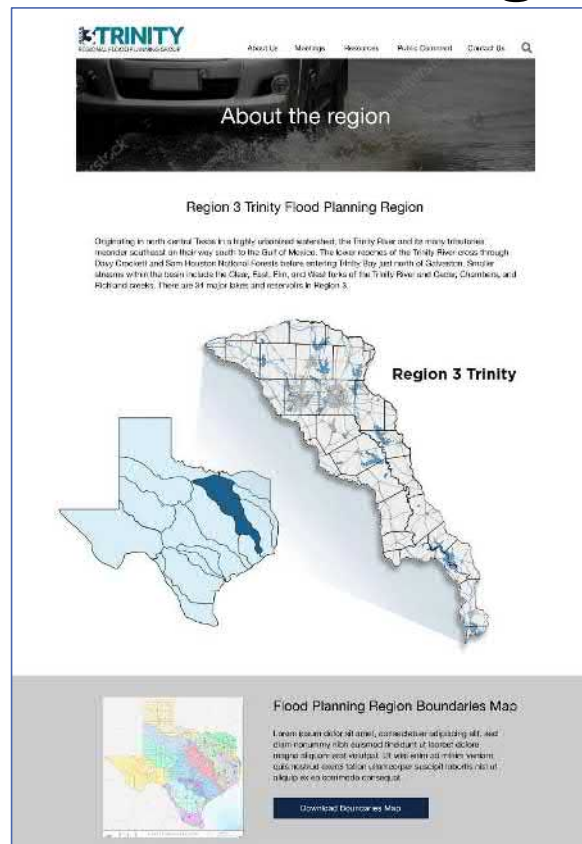 3 TRINITY
REGIONAL FLOOD PLANNING GROUP
About Us Meetings Resources Public Comment Contact Us
About the region
Region 3 Trinity Flood Planning Region
Originating in north central Texas in a highly urbanized watershed, the Trinity River and its many tributaries
meander southeast on their way south to the Gulf of Mexico. The lower reaches of the Trinity River cross through
Davy Crockett and Sam Houston National Forests before entering Trinity Bay just north of Galveston. Smaller
streams within the basin include the Clear, East, Elm, and West forks of the Trinity River and Cedar, Chambers, and
Richland creeks. There are 34 major lakes and reservoirs in Region 3.
Region 3 Trinity
Flood Planning Region Boundaries Map
Lorem ipsum dolor sit amet, consectetuer adipiscing elit, sed
diam nonummy nibh euismod tincidunt ut laoreet dolore
magna aliquam erat volutpat. Ut wisi enim ad minim veniam,
quis nostrud exerci tation ullamcorper suscipit lobortis nisl ut
aliquip ex ea commodo consequat.
Download Boundaries Map